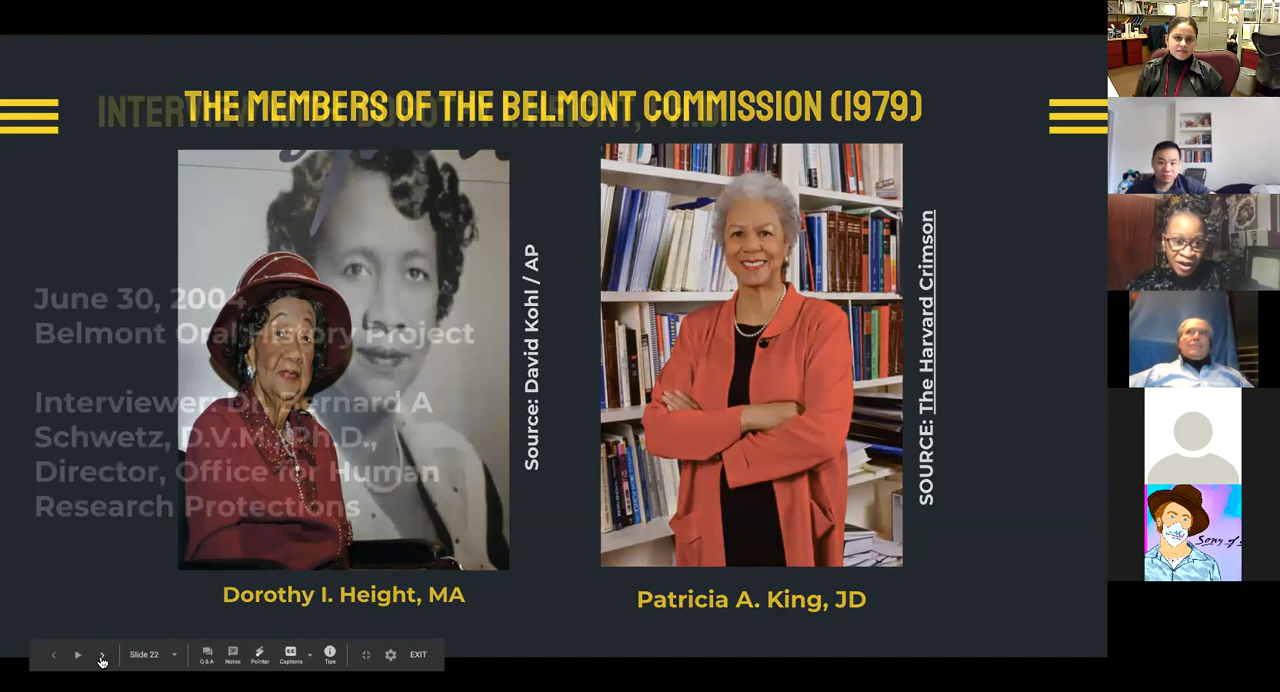 THE MEMBERS OF THE BELMONT COMMISSION (1979)
INTERVIEW WITH DOROTHY I. HEIGHT, PH.D.
June 30, 2004
Belmont Oral History Project
Interviewer: Dr. Bernard A
Schwetz, D.V.M., Ph.D.,
Director, Office for Human
Research Protections
Source: David Kohl / AP
SOURCE: The Harvard Crimson
Dorothy I. Height, MA
Patricia A. King, JD
Slide 22
Q & A
Notes
Pointer
Captions
Tips
EXIT